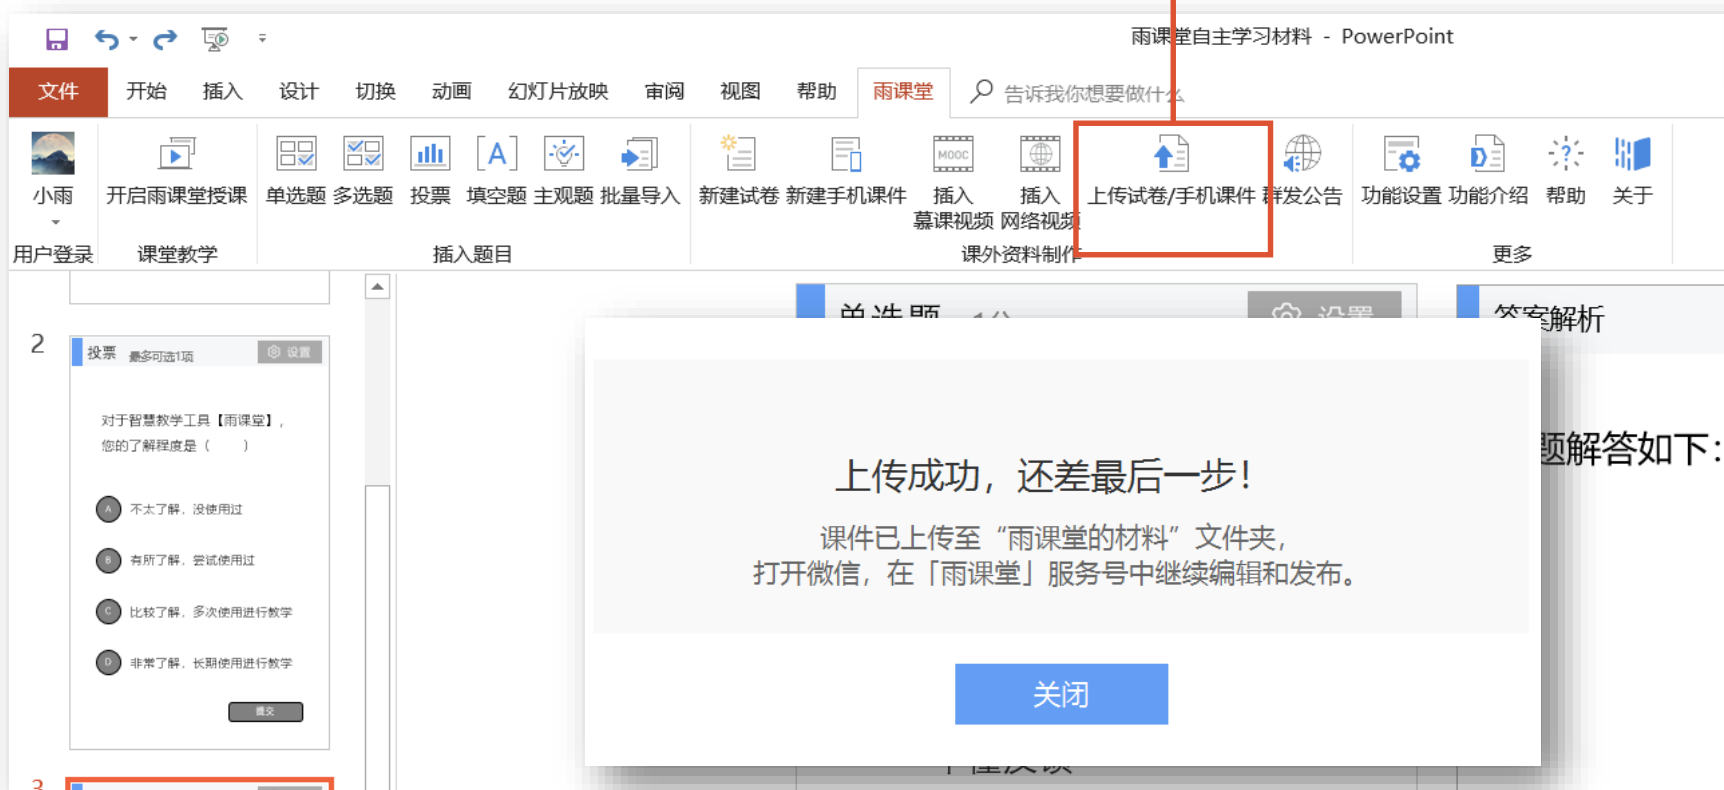 雨课堂自主学习材料 - PowerPoint
文件 开始 插入 设计 切换 动画 幻灯片放映 审阅 视图 帮助 雨课堂 告诉我你想要做什么
小雨 开启雨课堂授课 单选题 多选题 投票 填空题 主观题 批量导入 新建试卷 新建手机课件 插入 插入 上传试卷/手机课件 群发公告 功能设置 功能介绍 帮助 关于
MOOC
慕课视频 网络视频
用户登录 课堂教学 插入题目 课外资料制作 更多
2
投票 最多可选1项 设置
对于智慧教学工具【雨课堂】,
您的了解程度是（ ）
A 不太了解，没使用过
B 有所了解，尝试使用过
C 比较了解，多次使用进行教学
D 非常了解，长期使用进行教学
提交
3
单选题 设置
答案解析
题解答如下：
上传成功，还差最后一步！
课件已上传至“雨课堂的材料”文件夹，
打开微信，在「雨课堂」服务号中继续编辑和发布。
关闭